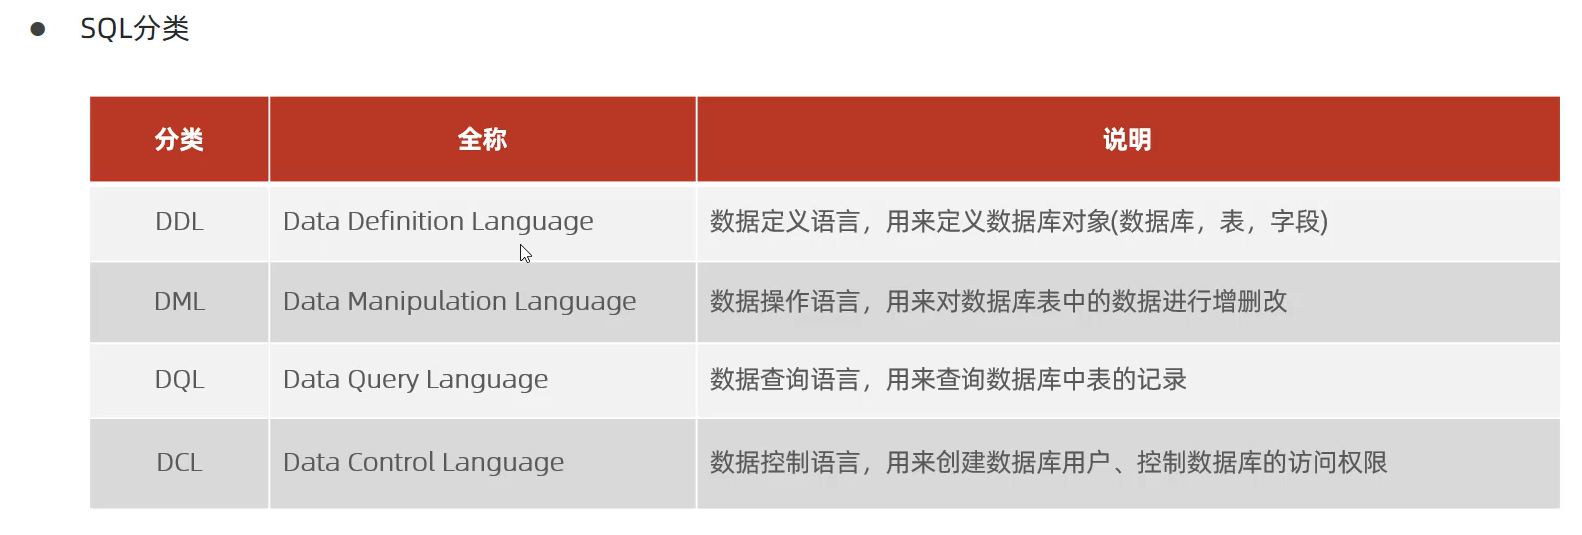 SQL分类
分类 全称 说明
DDL Data Definition Language 数据定义语言，用来定义数据库对象(数据库，表，字段)
DML Data Manipulation Language 数据操作语言，用来对数据库表中的数据进行增删改
DQL Data Query Language 数据查询语言，用来查询数据库中表的记录
DCL Data Control Language 数据控制语言，用来创建数据库用户、控制数据库的访问权限